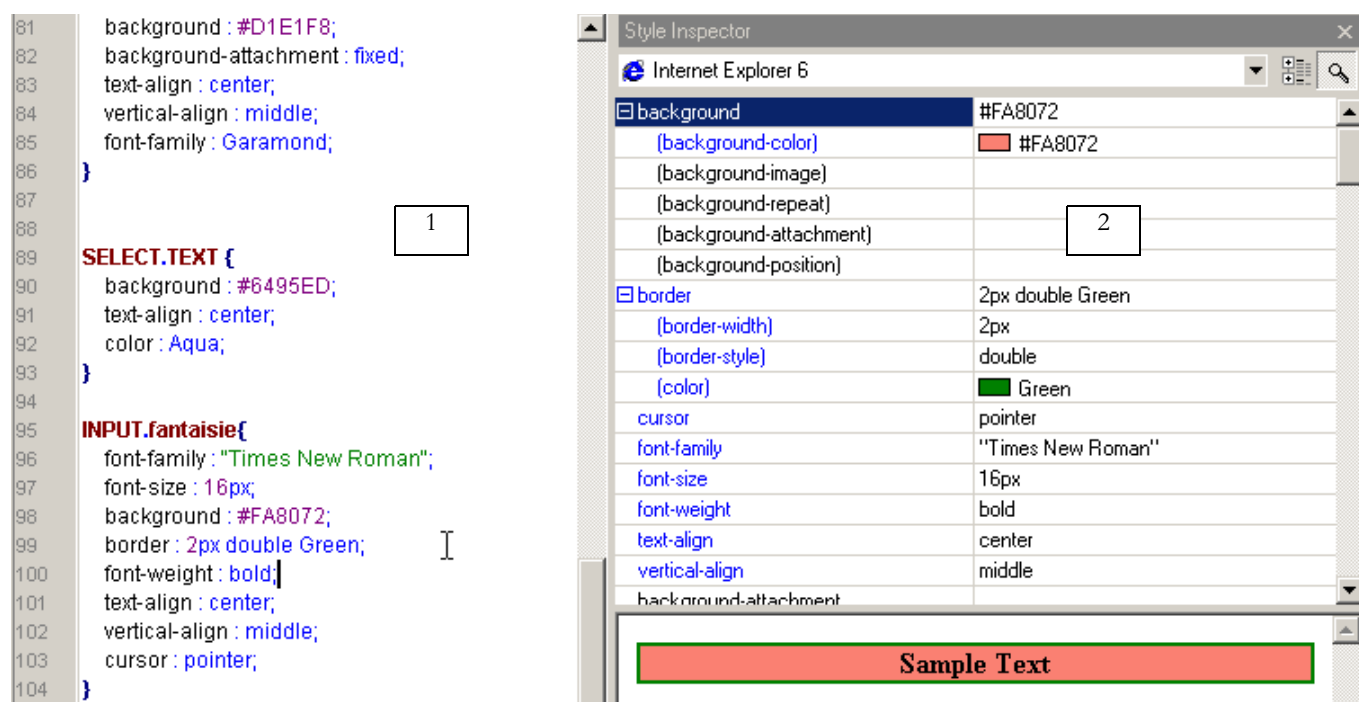 81 background : #D1E1F8;
82 background-attachment : fixed;
83 text-align : center;
84 vertical-align : middle;
85 font-family : Garamond;
86 }
87
88
89 SELECT.TEXT {
90 background : #6495ED;
91 text-align : center;
92 color : Aqua;
93 }
94
95 INPUT.fantaisie{
96 font-family : "Times New Roman";
97 font-size : 16px;
98 background : #FA8072;
99 border : 2px double Green;
100 font-weight : bold;
101 text-align : center;
102 vertical-align : middle;
103 cursor : pointer;
104 }
1
Style Inspector
Internet Explorer 6
background #FA8072
(background-color) #FA8072
(background-image)
(background-repeat)
(background-attachment)
(background-position)
2
border 2px double Green
(border-width) 2px
(border-style) double
(color) Green
cursor pointer
font-family "Times New Roman"
font-size 16px
font-weight bold
text-align center
vertical-align middle
background-attachment
Sample Text